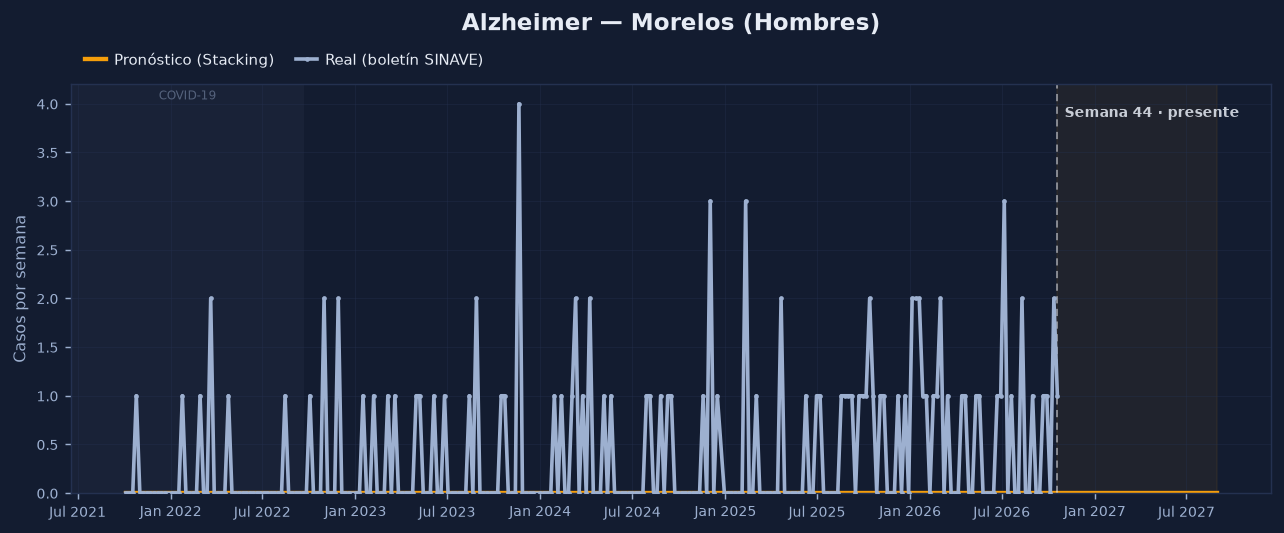 Alzheimer — Morelos (Hombres)
Pronóstico (Stacking) Real (boletín SINAVE)
COVID-19
Semana 44 · presente
Casos por semana
4.0
3.5
3.0
2.5
2.0
1.5
1.0
0.5
0.0
Jul 2021 Jan 2022 Jul 2022 Jan 2023 Jul 2023 Jan 2024 Jul 2024 Jan 2025 Jul 2025 Jan 2026 Jul 2026 Jan 2027 Jul 2027